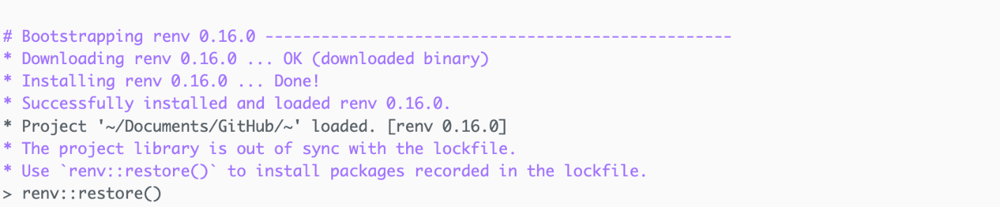 # Bootstrapping renv 0.16.0 --------------------------------------------------
* Downloading renv 0.16.0 ... OK (downloaded binary)
* Installing renv 0.16.0 ... Done!
* Successfully installed and loaded renv 0.16.0.
* Project '~/Documents/GitHub/~' loaded. [renv 0.16.0]
* The project library is out of sync with the lockfile.
* Use `renv::restore()` to install packages recorded in the lockfile.
> renv::restore()